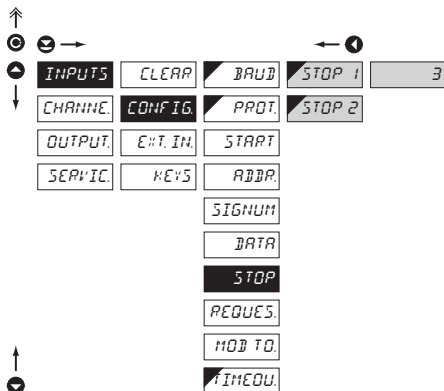 INPUTS CLEAR BAUD STOP 1 3
CHANNE. CONFIG. PROT. STOP 2
OUTPUT. EXT. IN. START
SERVIC. KEYS ADDR.
SIGNUM
DATA
STOP
REQUES.
MOD TO.
TIMEOU.